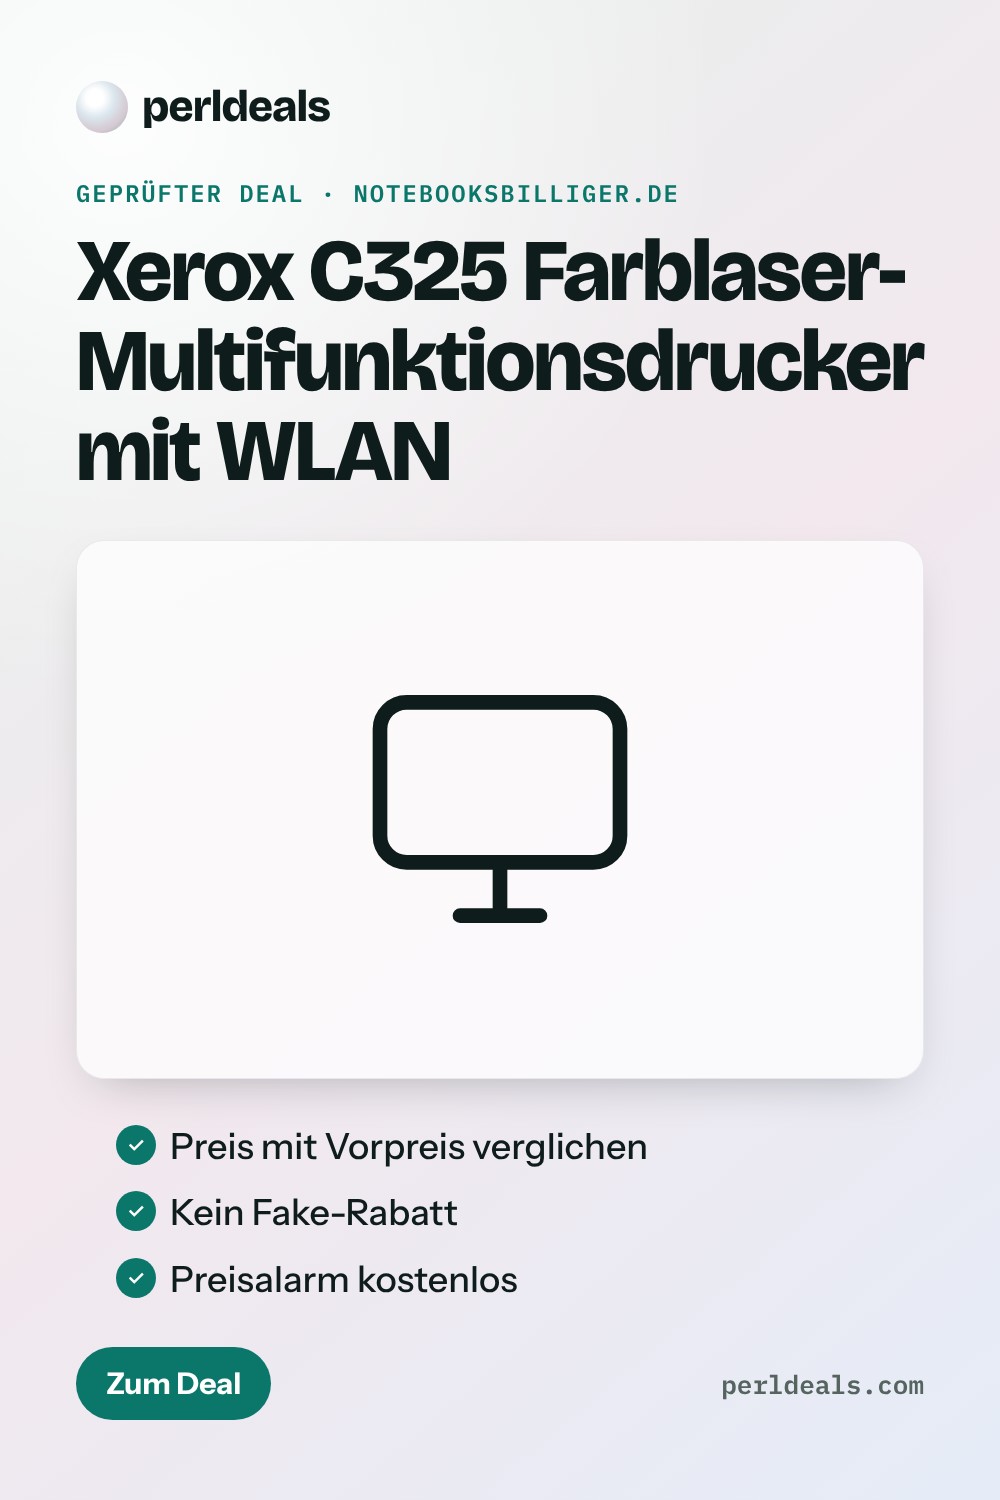 perldeals
GEPRÜFTER DEAL · NOTEBOOKSBILLIGER.DE
Xerox C325 Farblaser-
Multifunktionsdrucker
mit WLAN
Preis mit Vorpreis verglichen
Kein Fake-Rabatt
Preisalarm kostenlos
Zum Deal
perldeals.com